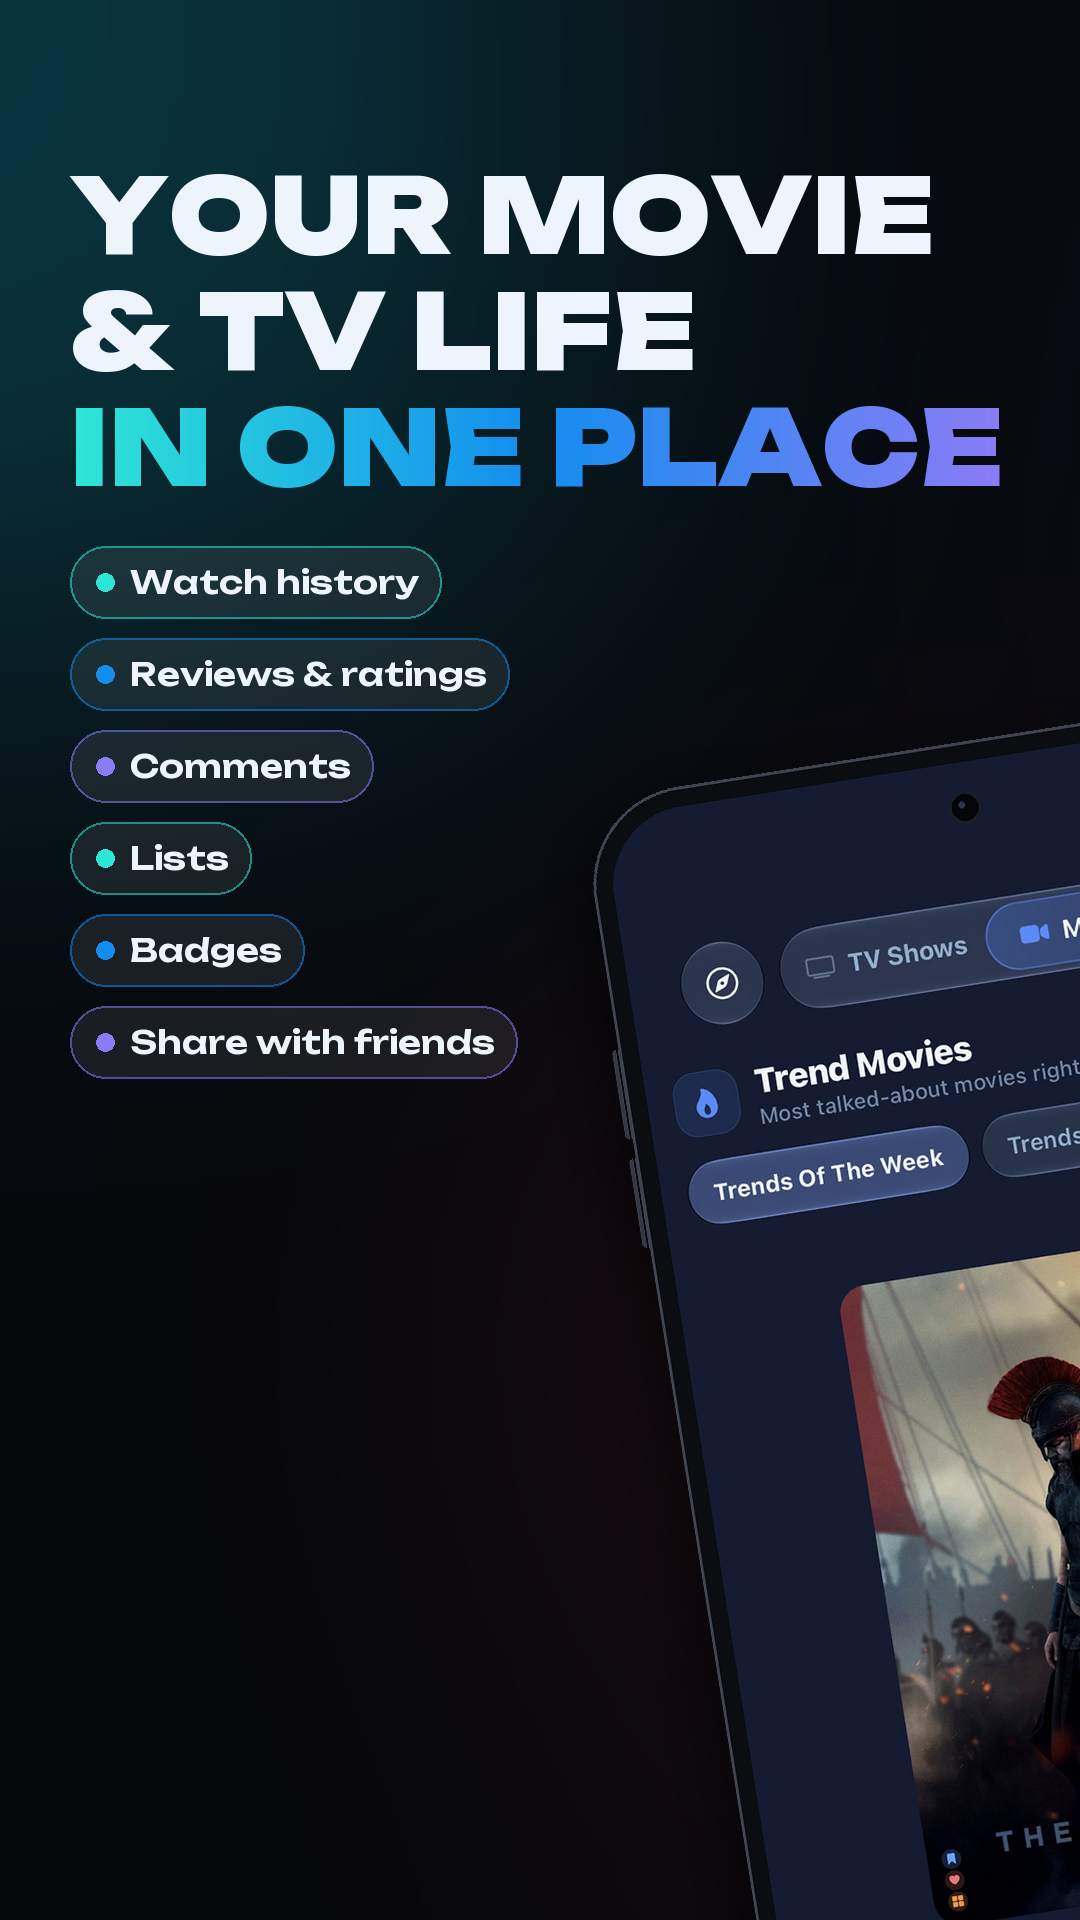 YOUR MOVIE
& TV LIFE
IN ONE PLACE
Watch history
Reviews & ratings
Comments
Lists
Badges
Share with friends
TV Shows
M
Trend Movies
Most talked-about movies right
Trends Of The Week
Trends
THE